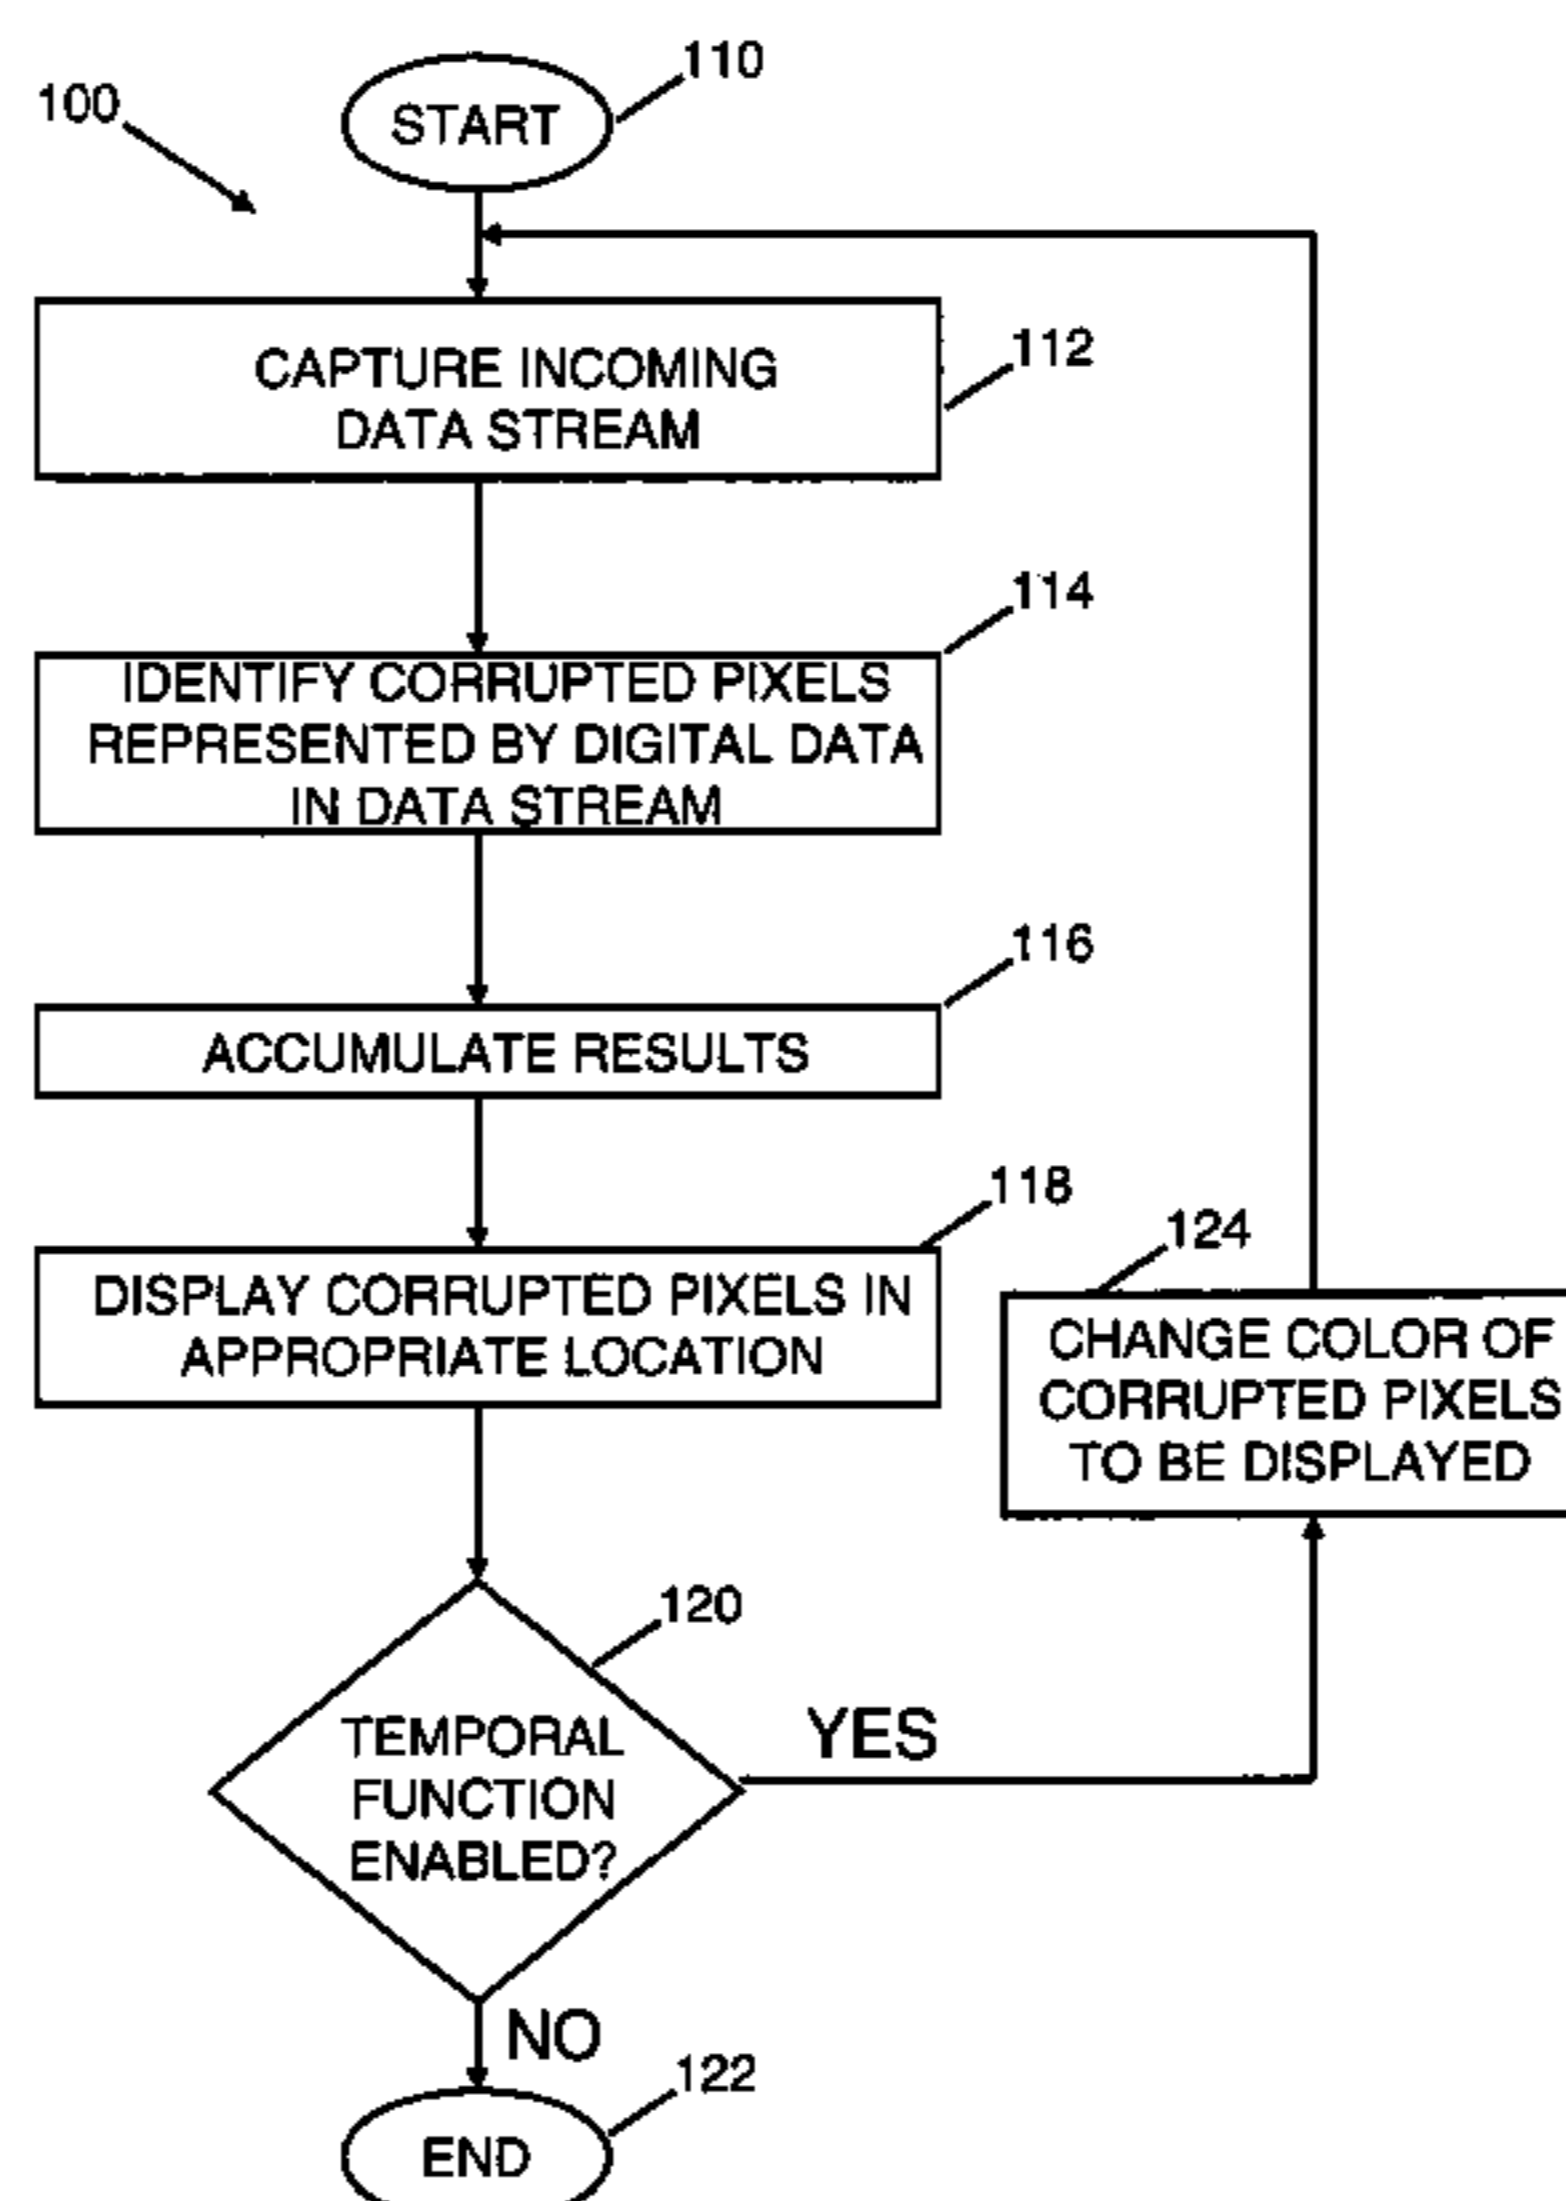 100
START
110
CAPTURE INCOMING
DATA STREAM
112
IDENTIFY CORRUPTED PIXELS
REPRESENTED BY DIGITAL DATA
IN DATA STREAM
114
ACCUMULATE RESULTS
116
DISPLAY CORRUPTED PIXELS IN
APPROPRIATE LOCATION
118
124
CHANGE COLOR OF
CORRUPTED PIXELS
TO BE DISPLAYED
120
TEMPORAL
FUNCTION
ENABLED?
YES
NO
122
END